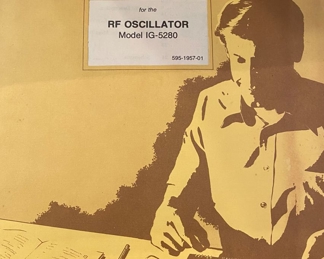 for the
RF OSCILLATOR
Model IG-5280
595-1957-01